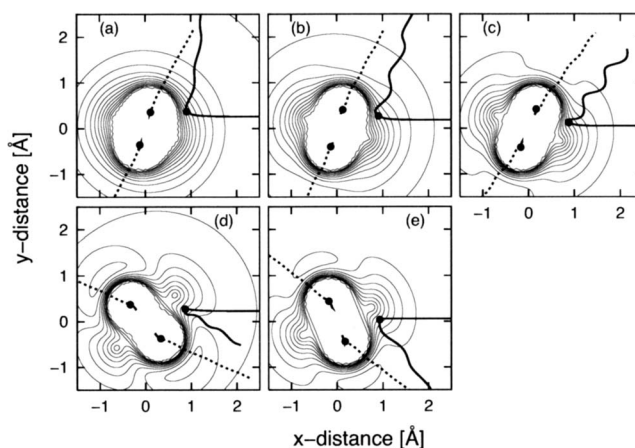 (a) (b) (c)
2
1
0
−1
−1 0 1 2
(d) (e)
2
1
0
−1
−1 0 1 2 −1 0 1 2
y−distance [Å]
x−distance [Å]